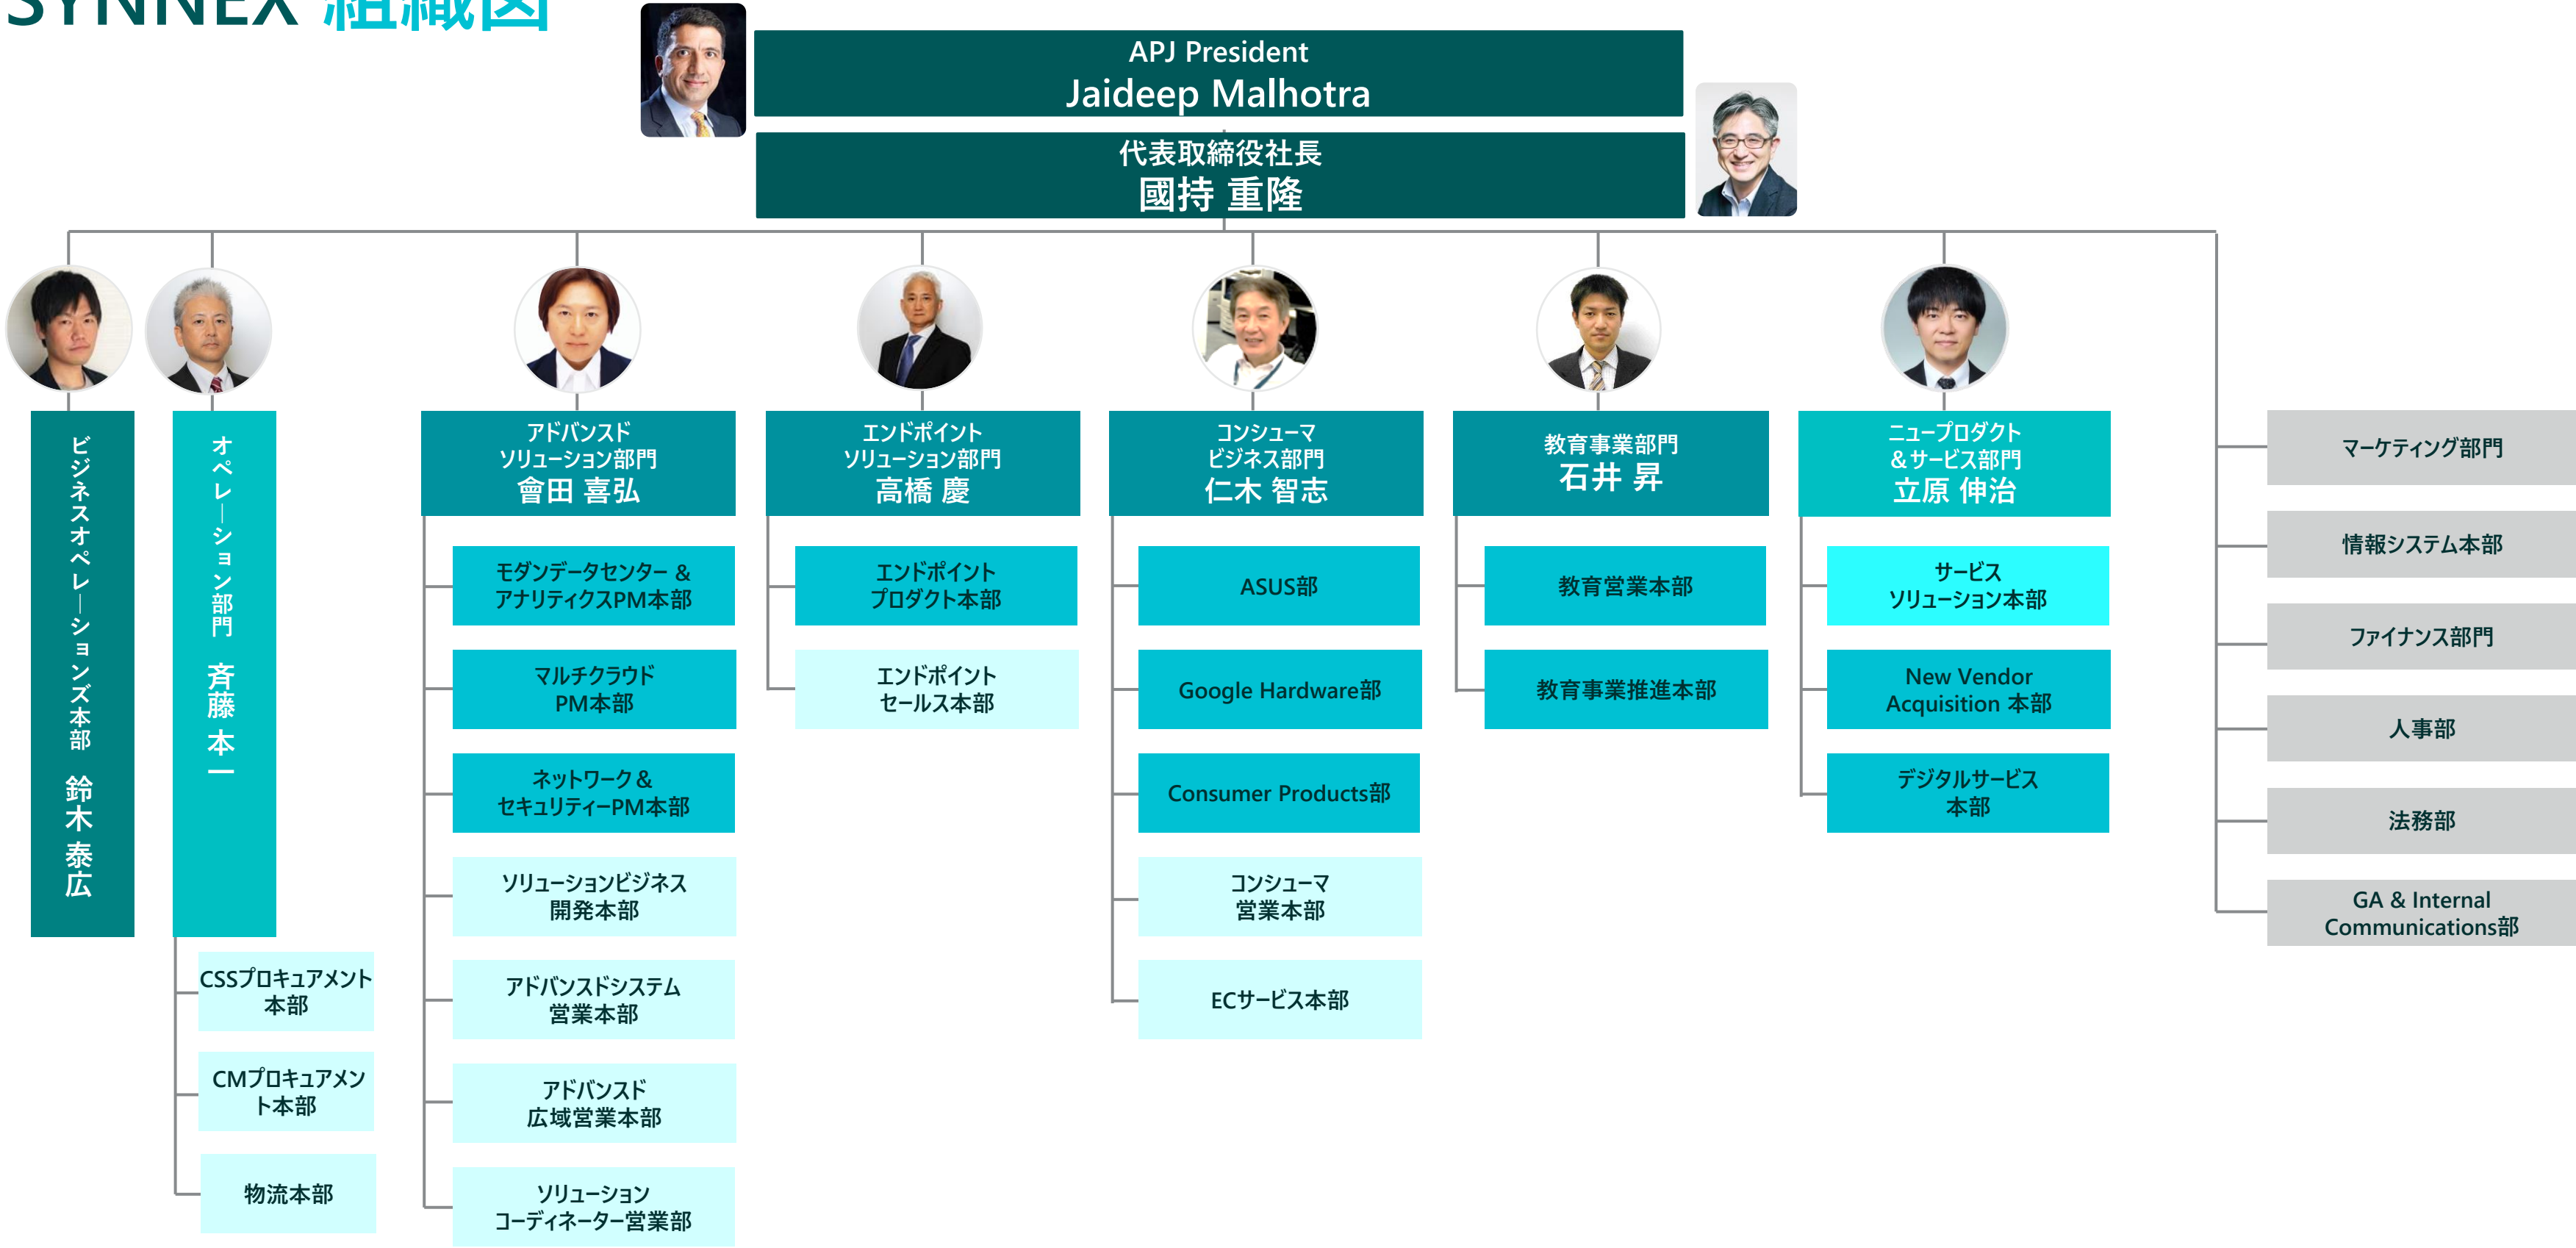 SYNNEX 組織図
APJ President
Jaideep Malhotra
代表取締役社長
國持 重隆
ビジネスオペレーションズ本部 鈴木 泰広
オペレーション部門 斉藤 本一
CSSプロキュアメント
本部
CMプロキュアメン
ト本部
物流本部
アドバンスド
ソリューション部門
會田 喜弘
モダンデータセンター &
アナリティクスPM本部
マルチクラウド
PM本部
ネットワーク &
セキュリティーPM本部
ソリューションビジネス
開発本部
アドバンスドシステム
営業本部
アドバンスド
広域営業本部
ソリューション
コーディネーター営業部
エンドポイント
ソリューション部門
高橋 慶
エンドポイント
プロダクト本部
エンドポイント
セールス本部
コンシューマ
ビジネス部門
仁木 智志
ASUS部
Google Hardware部
Consumer Products部
コンシューマ
営業本部
ECサービス本部
教育事業部門
石井 昇
教育営業本部
教育事業推進本部
ニュープロダクト
&サービス部門
立原 伸治
サービス
ソリューション本部
New Vendor
Acquisition 本部
デジタルサービス
本部
マーケティング部門
情報システム本部
ファイナンス部門
人事部
法務部
GA & Internal
Communications部